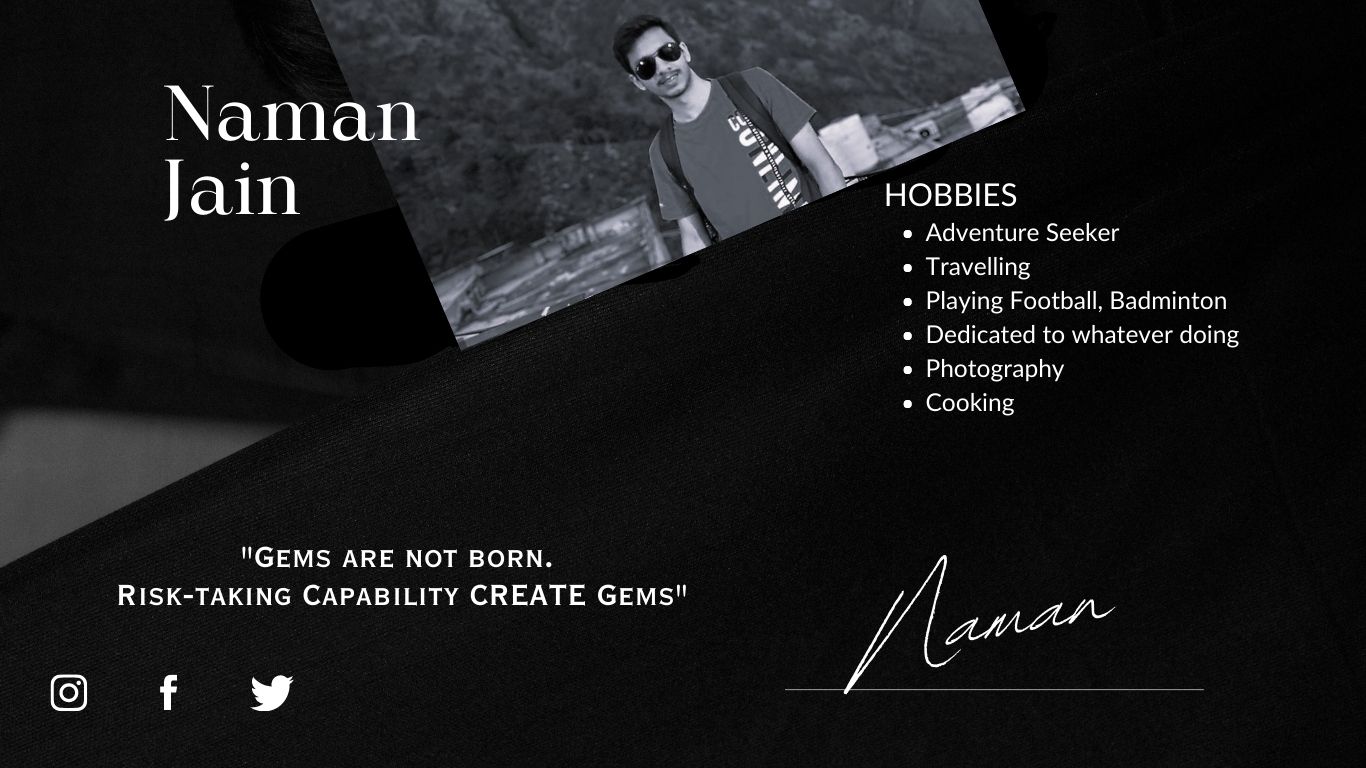 Naman
Jain
HOBBIES
• Adventure Seeker
• Travelling
• Playing Football, Badminton
• Dedicated to whatever doing
• Photography
• Cooking
"Gems are not born.
Risk-taking Capability CREATE Gems"
Naman